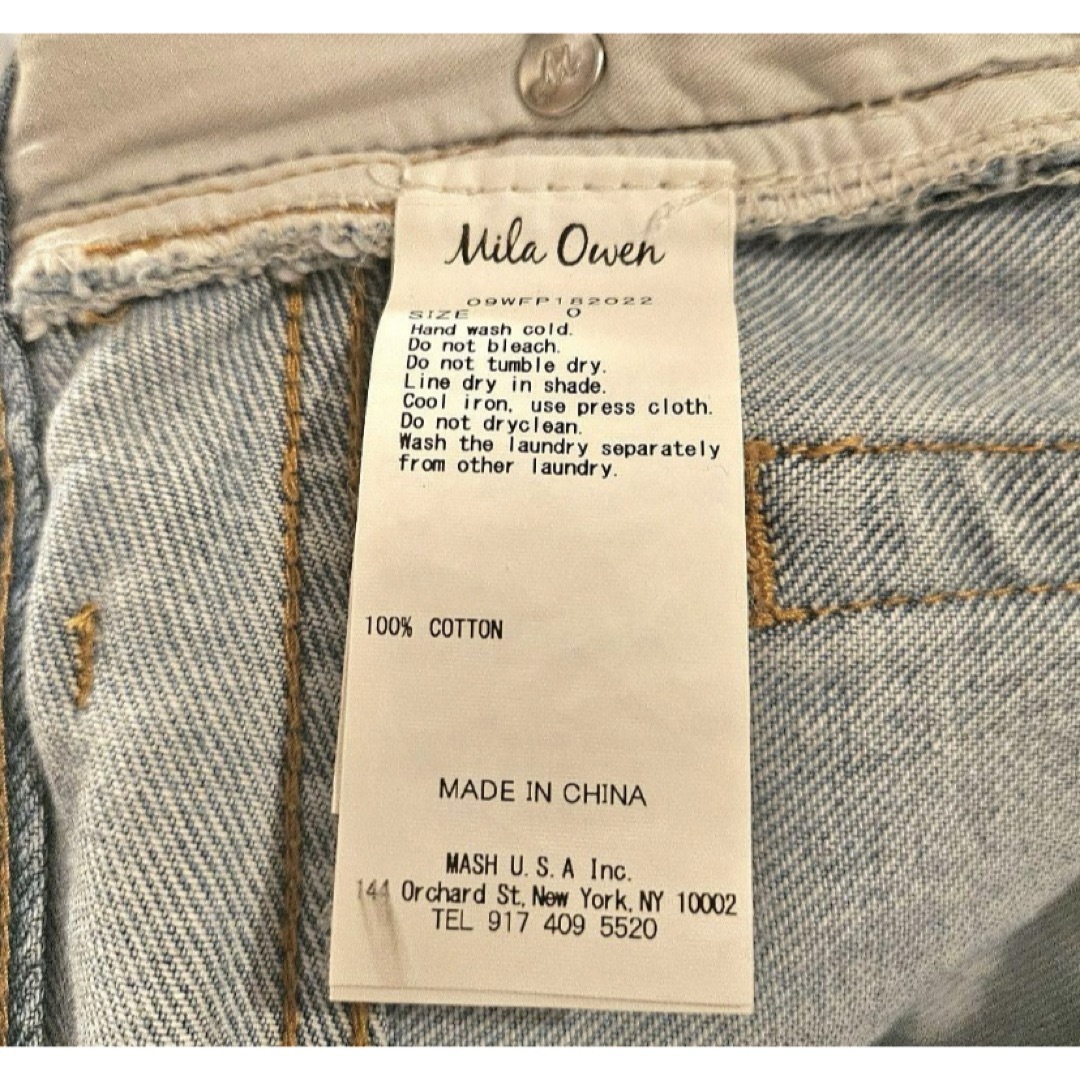 M
Mila Owen
09WFP182022
SIZE 0
Hand wash cold.
Do not bleach.
Do not tumble dry.
Line dry in shade.
Cool iron, use press cloth.
Do not dryclean.
Wash the laundry separately
from other laundry.
100% COTTON
MADE IN CHINA
MASH U.S.A Inc.
144 Orchard St, New York, NY 10002
TEL 917 409 5520